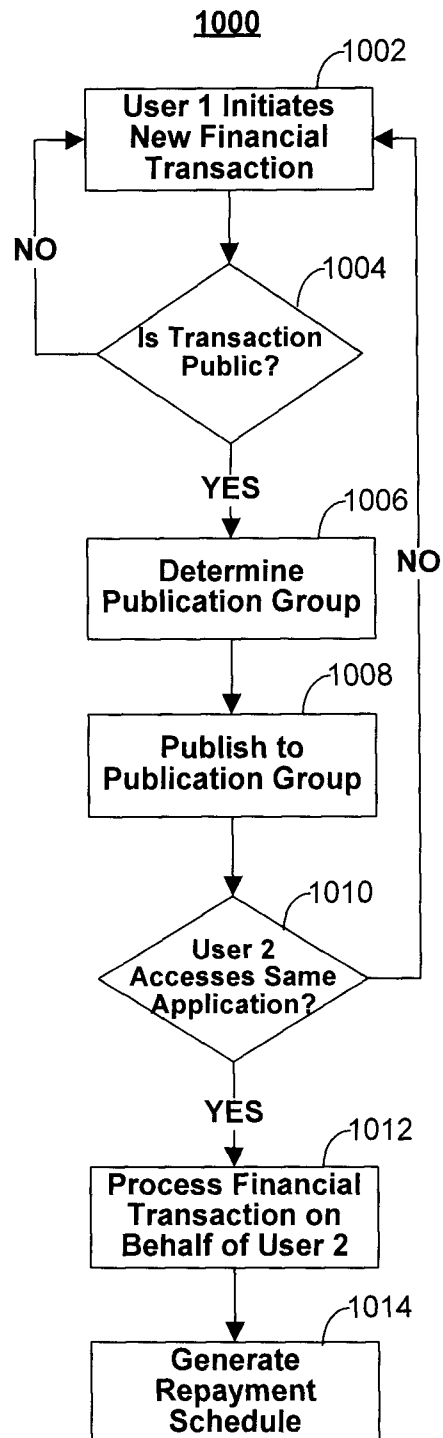 1000
1002
User 1 Initiates
New Financial
Transaction
NO
1004
Is Transaction
Public?
YES
1006
NO
Determine
Publication Group
1008
Publish to
Publication Group
1010
User 2
Accesses Same
Application?
YES
1012
Process Financial
Transaction on
Behalf of User 2
1014
Generate
Repayment
Schedule